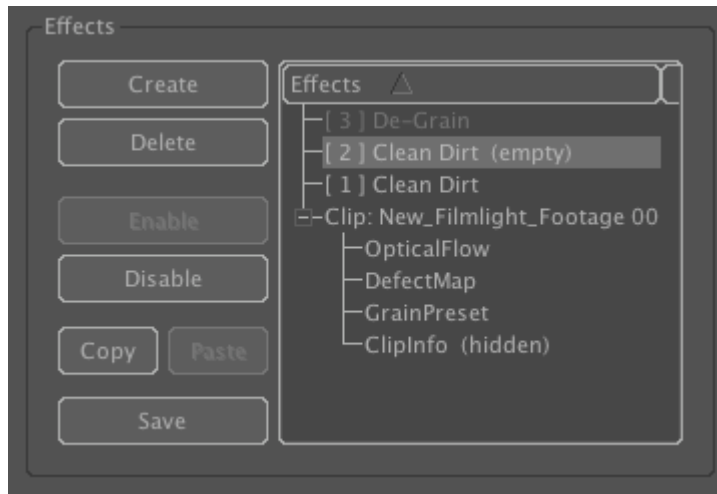 Effects
Create
Delete
Enable
Disable
Copy
Paste
Save
Effects
[ 3 ] De-Grain
[ 2 ] Clean Dirt (empty)
[ 1 ] Clean Dirt
Clip: New_Filmlight_Footage 00
OpticalFlow
DefectMap
GrainPreset
ClipInfo (hidden)